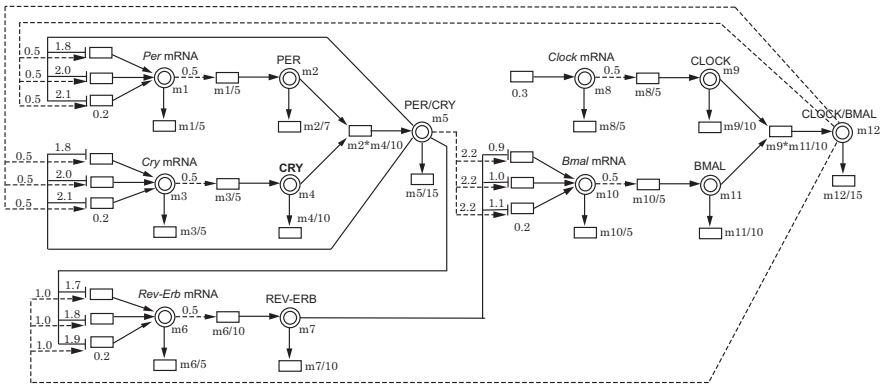 0.5
1.8
0.5
2.0
0.5
2.1
0.2
Per mRNA
m1
0.5
m1/5
m1/5
PER
m2
m2/7
0.5
1.8
0.5
2.0
0.5
2.1
0.2
Cry mRNA
m3
0.5
m3/5
m3/5
CRY
m4
m4/10
m2*m4/10
PER/CRY
m5
m5/15
1.0
1.7
1.0
1.8
1.0
1.9
0.2
Rev-Erb mRNA
m6
0.5
m6/10
m6/5
REV-ERB
m7
m7/10
0.3
Clock mRNA
m8
0.5
m8/5
m8/5
CLOCK
m9
m9/10
2.2
0.9
2.2
1.0
2.2
1.1
0.2
Bmal mRNA
m10
0.5
m10/5
m10/5
BMAL
m11
m11/10
m9*m11/10
CLOCK/BMAL
m12
m12/15